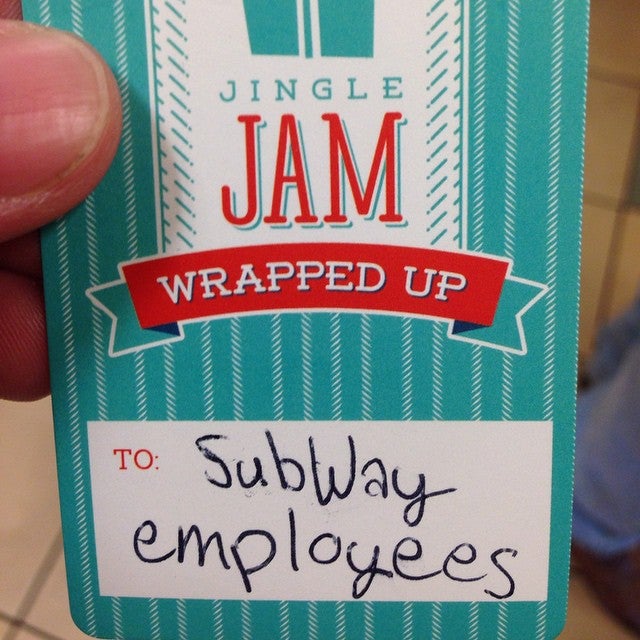 JINGLE
JAM
WRAPPED UP
TO: SubWay
employees